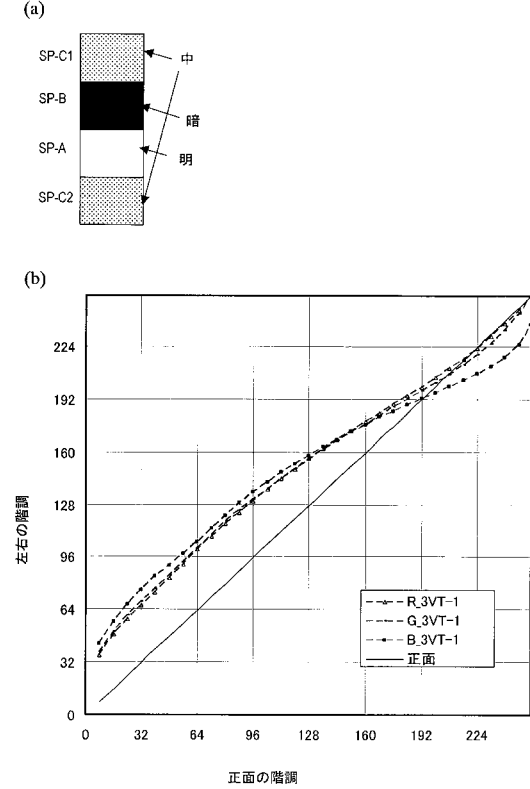 (a)
SP-C1
中
SP-B
暗
SP-A
明
SP-C2
(b)
224
192
160
128
96
64
32
0
左右の階調
R_3VT-1
G_3VT-1
B_3VT-1
正面
0 32 64 96 128 160 192 224
正面の階調